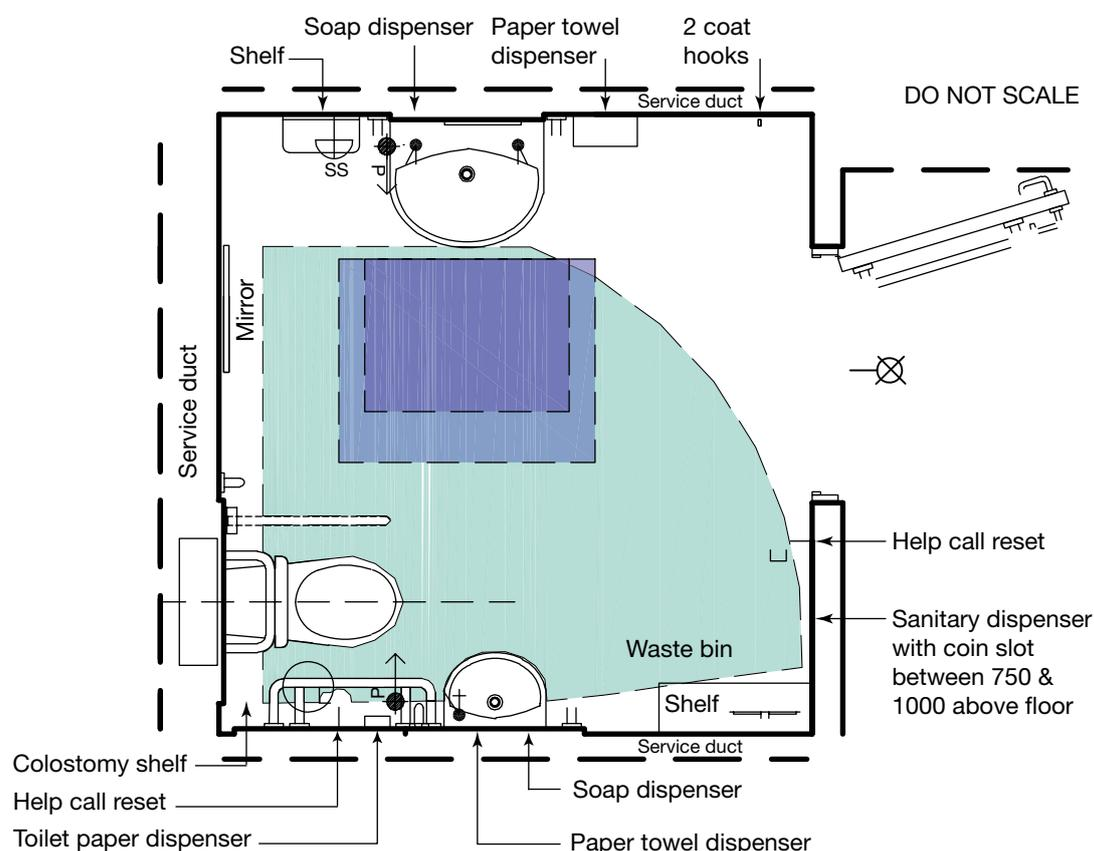 Soap dispenser
Paper towel
dispenser
2 coat
hooks
Shelf
Service duct
DO NOT SCALE
SS
P
Mirror
Service duct
Help call reset
Sanitary dispenser
with coin slot
between 750 &
1000 above floor
Waste bin
P
Shelf
Service duct
Colostomy shelf
Help call reset
Toilet paper dispenser
Soap dispenser
Paper towel dispenser